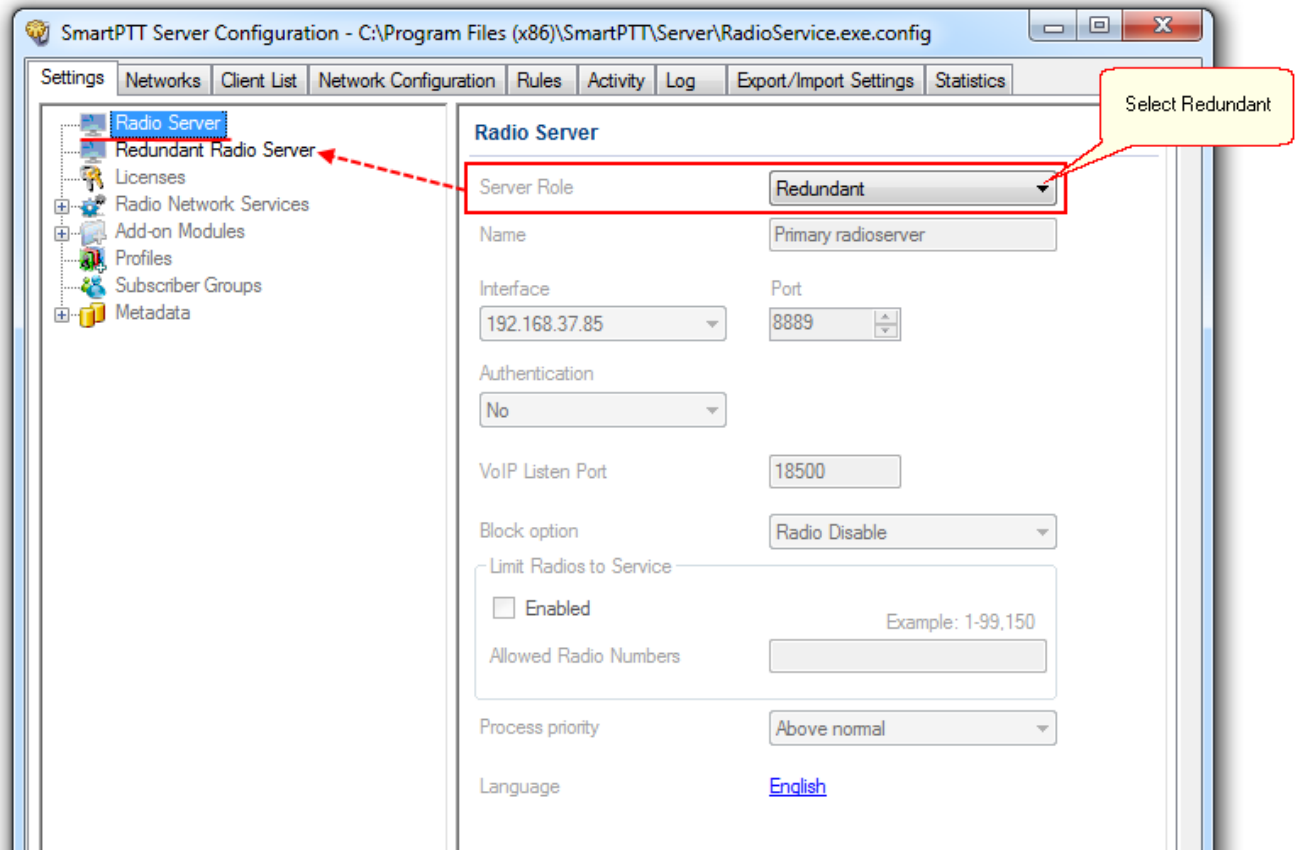 SmartPTT Server Configuration - C:\Program Files (x86)\SmartPTT\Server\RadioService.exe.config
Settings Networks Client List Network Configuration Rules Activity Log Export/Import Settings Statistics
Select Redundant
Radio Server
Redundant Radio Server
Licenses
Radio Network Services
Add-on Modules
Profiles
Subscriber Groups
Metadata
Radio Server
Server Role Redundant
Name Primary radioserver
Interface Port
192.168.37.85 8889
Authentication
No
VoIP Listen Port 18500
Block option Radio Disable
Limit Radios to Service
Enabled
Example: 1-99,150
Allowed Radio Numbers
Process priority Above normal
Language English